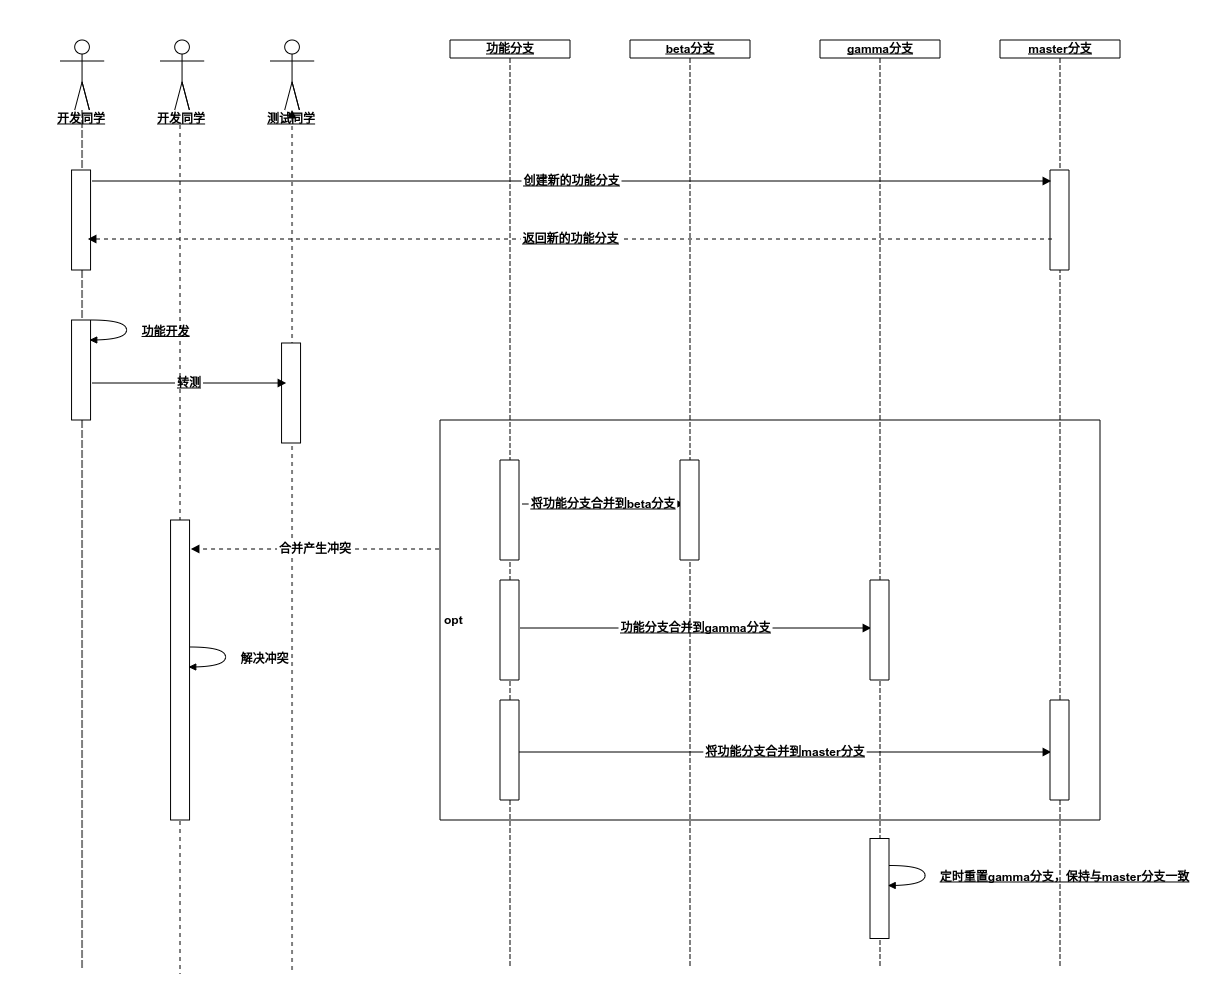 功能分支
beta分支
gamma分支
master分支
开发同学
开发同学
测试同学
创建新的功能分支
返回新的功能分支
功能开发
转测
将功能分支合并到beta分支
合并产生冲突
opt
功能分支合并到gamma分支
解决冲突
将功能分支合并到master分支
定时重置gamma分支，保持与master分支一致